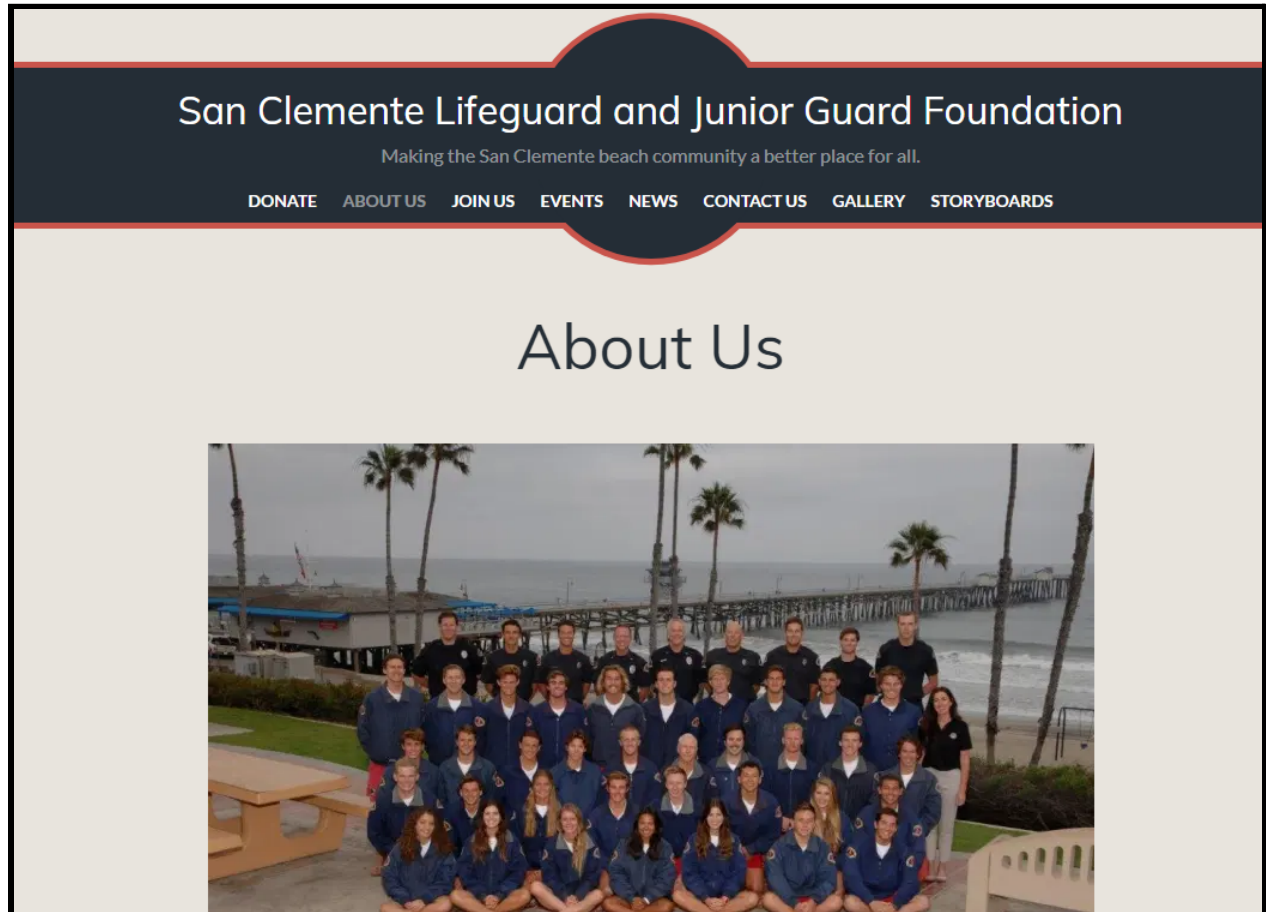 San Clemente Lifeguard and Junior Guard Foundation
Making the San Clemente beach community a better place for all.
DONATE ABOUT US JOIN US EVENTS NEWS CONTACT US GALLERY STORYBOARDS
About Us